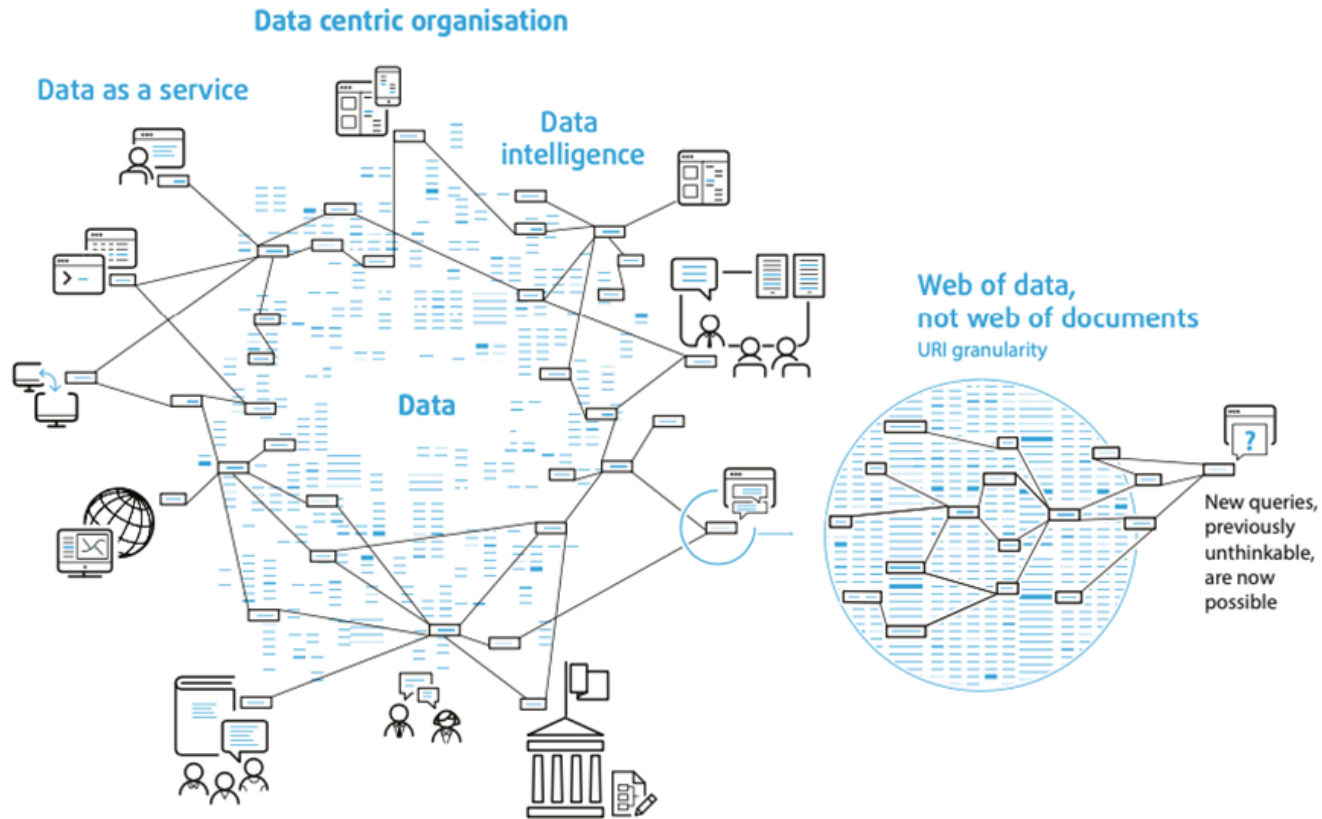 Data centric organisation
Data as a service
Data
intelligence
Data
Web of data,
not web of documents
URI granularity
?
New queries,
previously
unthinkable,
are now
possible